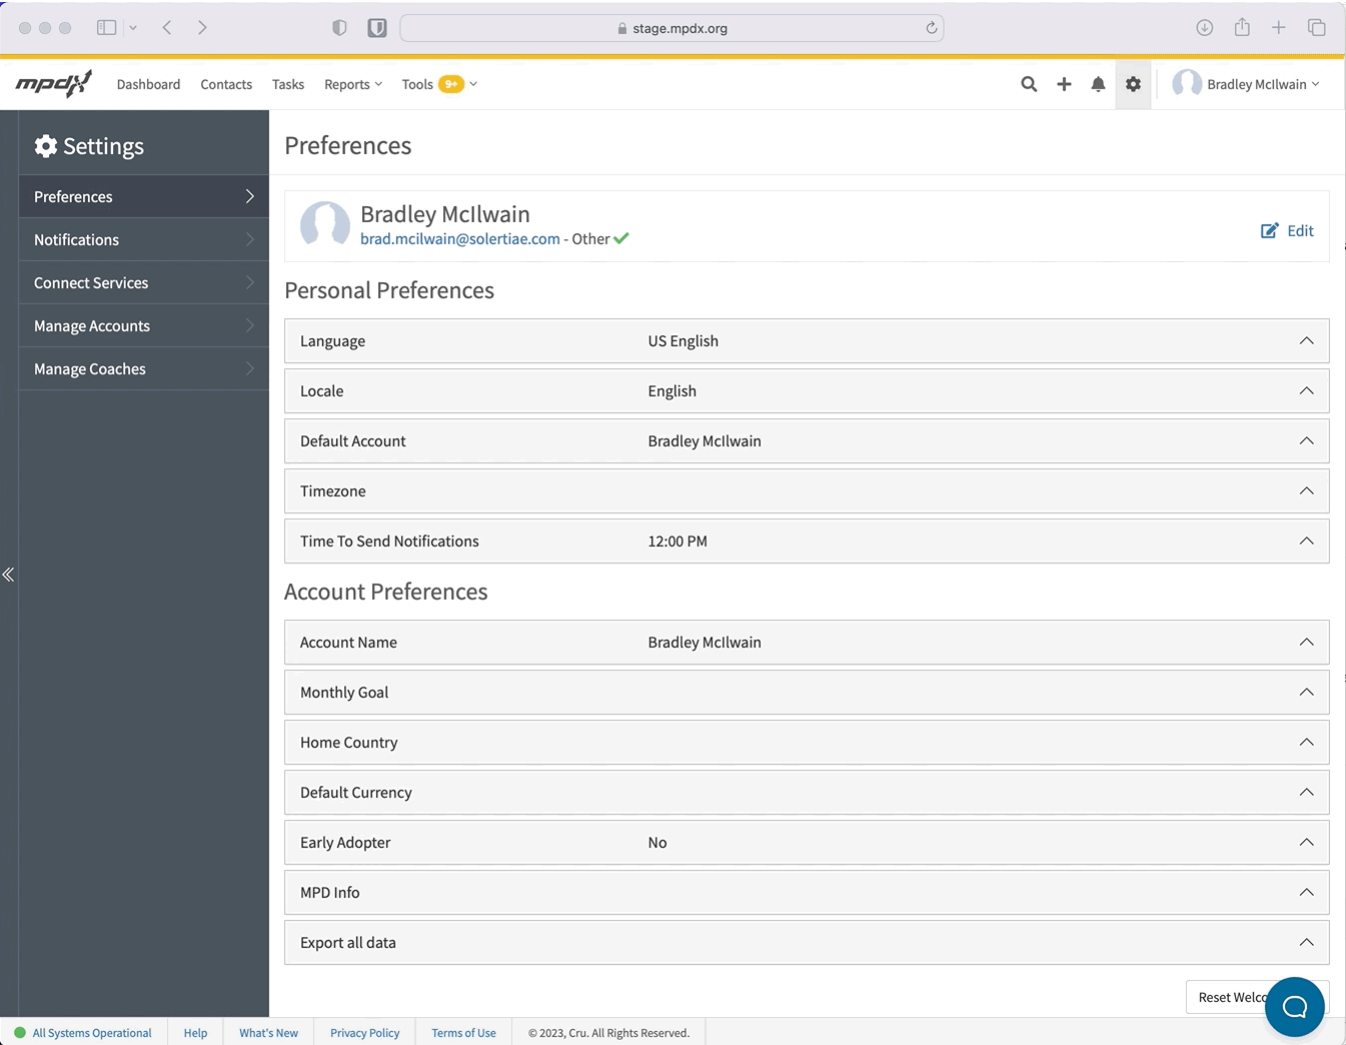 stage.mpdx.org
mpdx Dashboard Contacts Tasks Reports Tools 9+ Bradley McIlwain
Settings
Preferences
Notifications
Connect Services
Manage Accounts
Manage Coaches
Preferences
Bradley McIlwain
brad.mcilwain@solertiae.com - Other
Edit
Personal Preferences
Language US English
Locale English
Default Account Bradley McIlwain
Timezone
Time To Send Notifications 12:00 PM
Account Preferences
Account Name Bradley McIlwain
Monthly Goal
Home Country
Default Currency
Early Adopter No
MPD Info
Export all data
Reset Welco
All Systems Operational Help What's New Privacy Policy Terms of Use © 2023, Cru. All Rights Reserved.